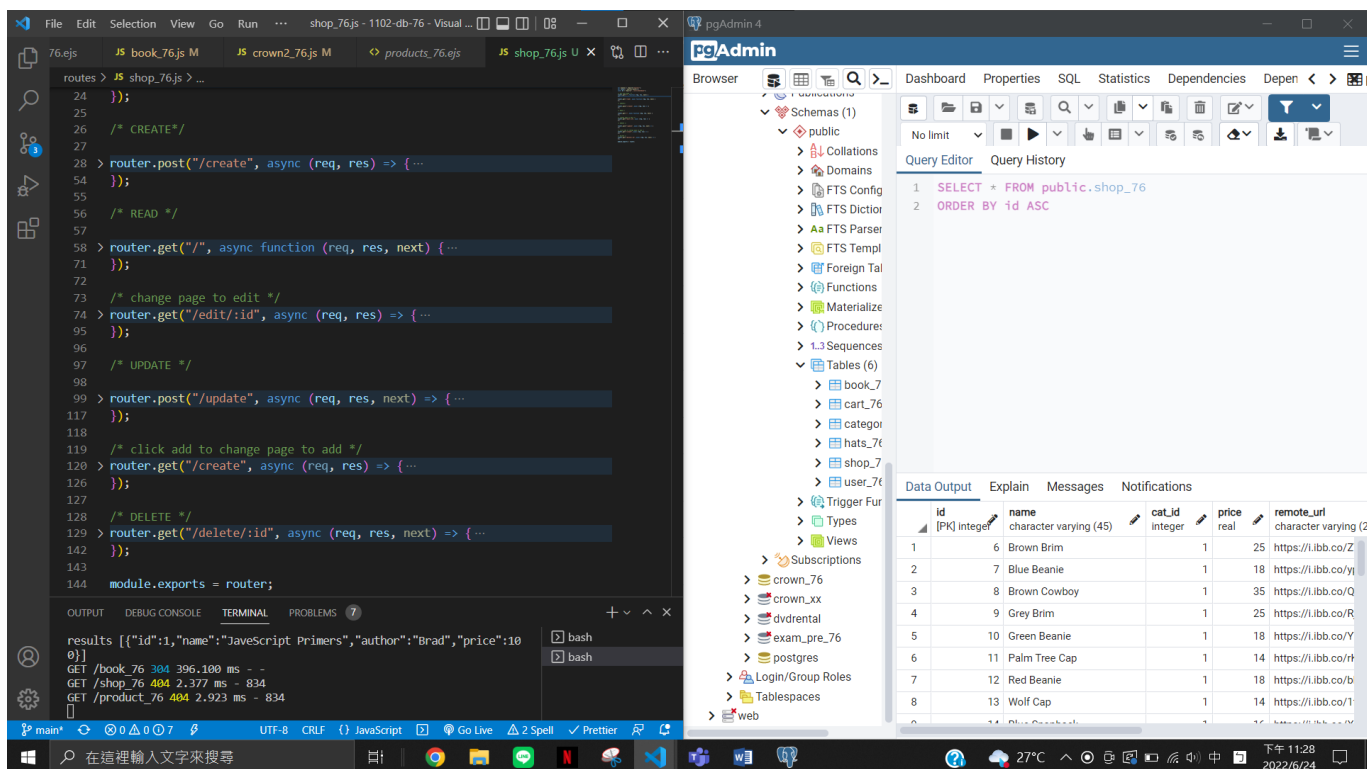 File Edit Selection View Go Run ··· shop_76.js - 1102-db-76 - Visual ...
76.ejs JS book_76.js M JS crown2_76.js M <> products_76.ejs JS shop_76.js U
routes > JS shop_76.js > ...
24 });
25
26 /* CREATE*/
27
28 > router.post("/create", async (req, res) => { ···
54 });
55
56 /* READ */
57
58 > router.get("/", async function (req, res, next) { ···
71 });
72
73 /* change page to edit */
74 > router.get("/edit/:id", async (req, res) => { ···
95 });
96
97 /* UPDATE */
98
99 > router.post("/update", async (req, res, next) => { ···
117 });
118
119 /* click add to change page to add */
120 > router.get("/create", async (req, res) => { ···
126 });
127
128 /* DELETE */
129 > router.get("/delete/:id", async (req, res, next) => { ···
142 });
143
144 module.exports = router;
OUTPUT DEBUG CONSOLE TERMINAL PROBLEMS 7
results [{"id":1,"name":"JavaScript Primers","author":"Brad","price":10
0}]
GET /book_76 304 396.100 ms - -
GET /shop_76 404 2.377 ms - 834
GET /product_76 404 2.923 ms - 834
bash
bash
3
main* 0 0 7 UTF-8 CRLF {} JavaScript Go Live 2 Spell Prettier
pgAdmin 4
pgAdmin
Browser
Publications
Schemas (1)
public
Collations
Domains
FTS Config
FTS Diction
FTS Parser
FTS Templ
Foreign Tal
Functions
Materialize
Procedures
1..3 Sequences
Tables (6)
book_7
cart_76
categor
hats_76
shop_7
user_76
Trigger Fur
Types
Views
Subscriptions
crown_76
crown_xx
dvdrental
exam_pre_76
postgres
Login/Group Roles
Tablespaces
web
Dashboard Properties SQL Statistics Dependencies Depen
No limit
Query Editor Query History
1 SELECT * FROM public.shop_76
2 ORDER BY id ASC
Data Output Explain Messages Notifications
id [PK] integer name character varying (45) cat_id integer price real remote_url character varying (2
1 6 Brown Brim 1 25 https://i.ibb.co/Z
2 7 Blue Beanie 1 18 https://i.ibb.co/y
3 8 Brown Cowboy 1 35 https://i.ibb.co/Q
4 9 Grey Brim 1 25 https://i.ibb.co/R
5 10 Green Beanie 1 18 https://i.ibb.co/Y
6 11 Palm Tree Cap 1 14 https://i.ibb.co/r
7 12 Red Beanie 1 18 https://i.ibb.co/b
8 13 Wolf Cap 1 14 https://i.ibb.co/1
在這裡輸入文字來搜尋
27°C 中 下午 11:28
2022/6/24